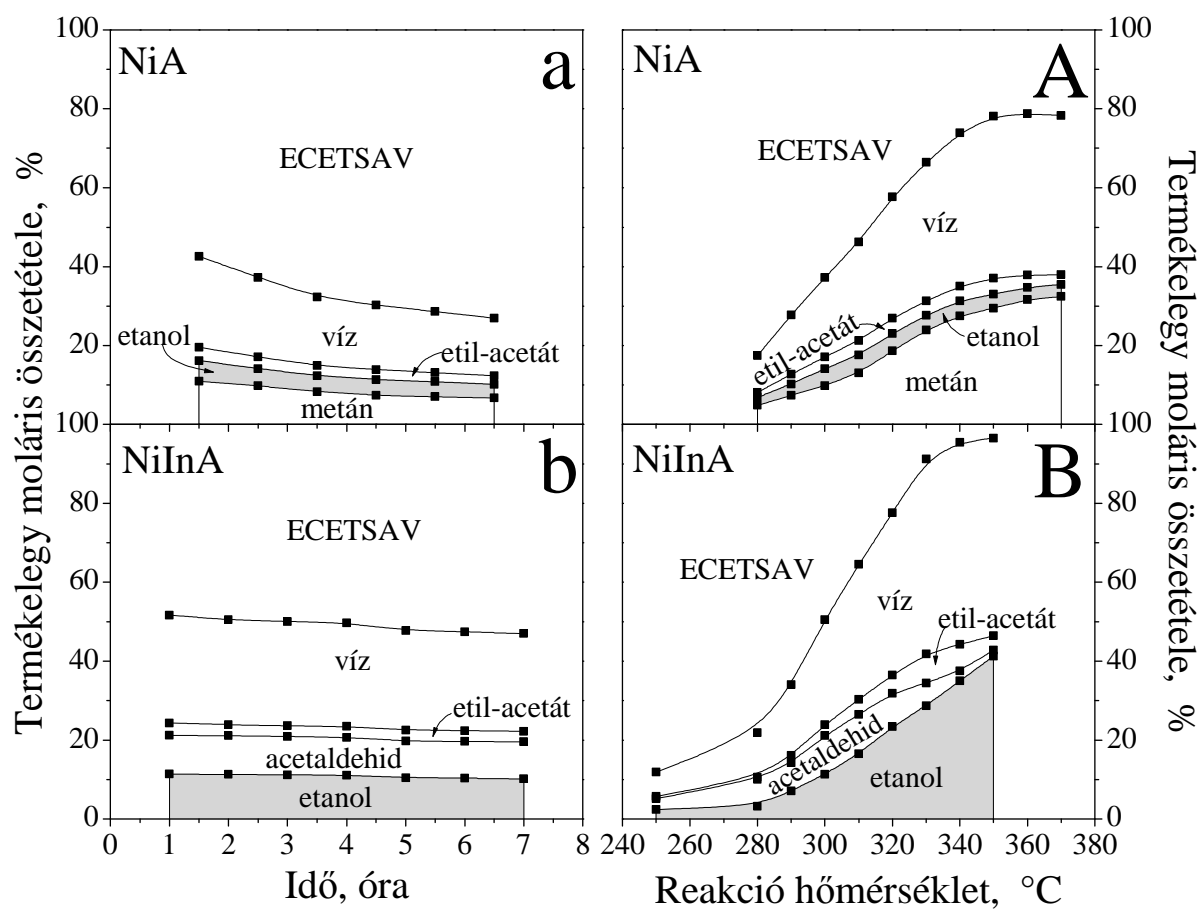 Termékelegy moláris összetétele, %
100
80
60
40
20
NiA
a
ECETSAV
víz
etanol
etil-acetát
metán
NiA
A
ECETSAV
víz
etil-acetát
etanol
metán
100
80
60
40
20
Termékelegy moláris összetétele, %
100
80
60
40
20
0
NiInA
b
ECETSAV
víz
etil-acetát
acetaldehid
etanol
0 1 2 3 4 5 6 7 8
Idő, óra
NiInA
B
ECETSAV
víz
etil-acetát
acetaldehid
etanol
100
80
60
40
20
0
240 260 280 300 320 340 360 380
Reakció hőmérséklet, °C